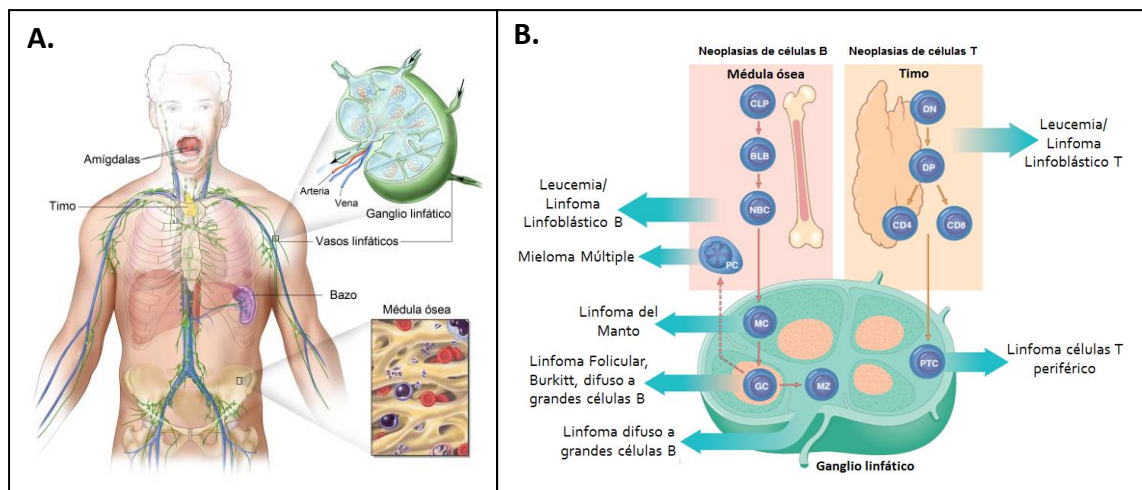 A.
Amígdalas
Timo
Arteria
Vena
Ganglio linfático
Vasos linfáticos
Bazo
Médula ósea
B.
Neoplasias de células B
Neoplasias de células T
Médula ósea
Timo
CLP
BLB
NBC
PC
DN
DP
CD4
CD8
Leucemia/
Linfoma
Linfoblástico T
Leucemia/
Linfoma
Linfoblástico B
Mieloma Múltiple
Linfoma del
Manto
MC
Linfoma Folicular,
Burkitt, difuso a
grandes células B
GC
MZ
PTC
Linfoma células T
periférico
Linfoma difuso a
grandes células B
Ganglio linfático